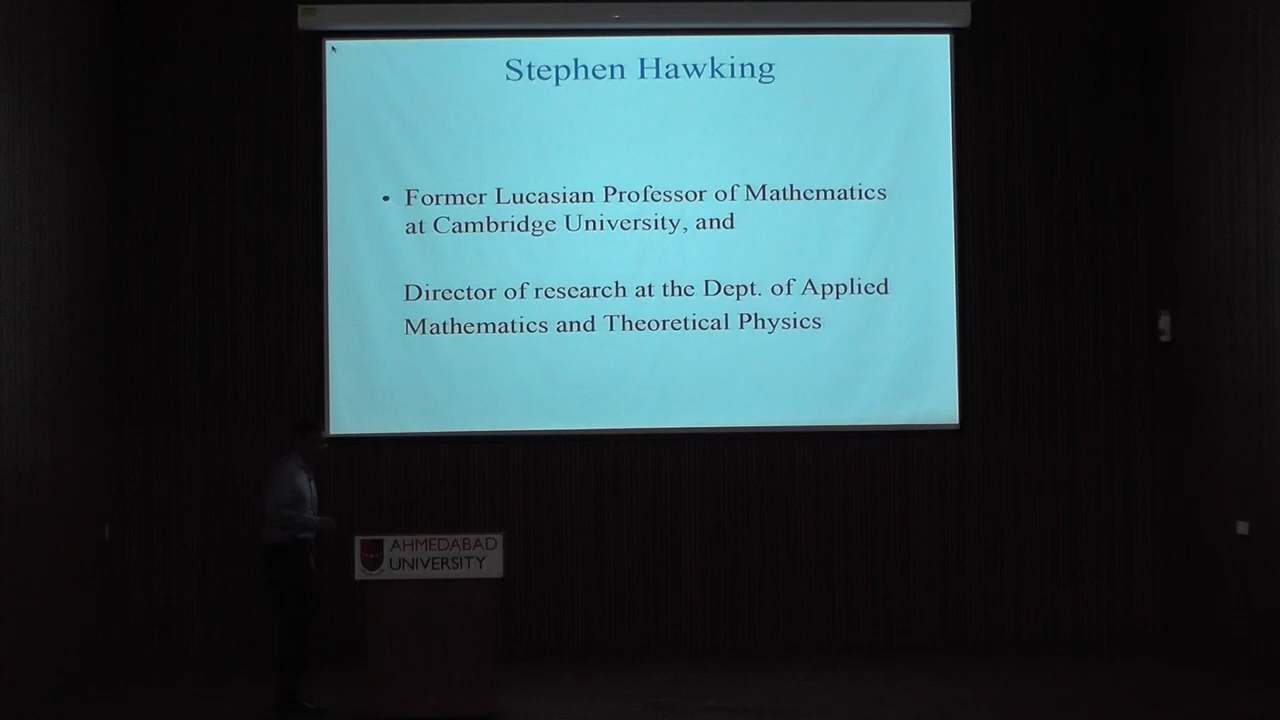 Stephen Hawking
• Former Lucasian Professor of Mathematics
at Cambridge University, and
Director of research at the Dept. of Applied
Mathematics and Theoretical Physics
AHMEDABAD
UNIVERSITY